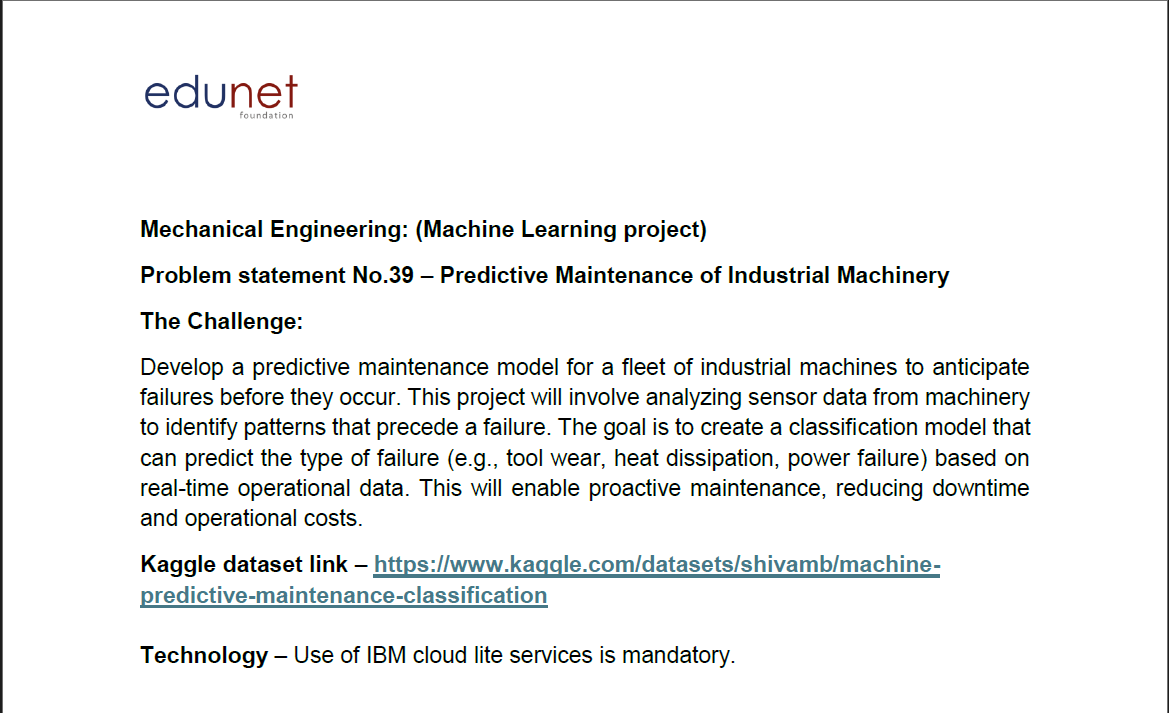 edunet
foundation
Mechanical Engineering: (Machine Learning project)
Problem statement No.39 – Predictive Maintenance of Industrial Machinery
The Challenge:
Develop a predictive maintenance model for a fleet of industrial machines to anticipate
failures before they occur. This project will involve analyzing sensor data from machinery
to identify patterns that precede a failure. The goal is to create a classification model that
can predict the type of failure (e.g., tool wear, heat dissipation, power failure) based on
real-time operational data. This will enable proactive maintenance, reducing downtime
and operational costs.
Kaggle dataset link – https://www.kaggle.com/datasets/shivamb/machine-
predictive-maintenance-classification
Technology – Use of IBM cloud lite services is mandatory.